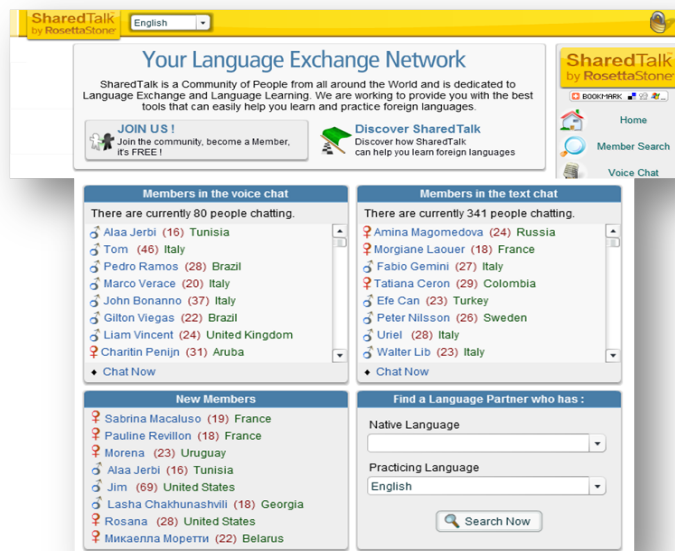 SharedTalk
by RosettaStone
English
Your Language Exchange Network
SharedTalk is a Community of People from all around the World and is dedicated to
Language Exchange and Language Learning. We are working to provide you with the best
tools that can easily help you learn and practice foreign languages.
JOIN US !
Join the community, become a Member,
it's FREE !
Discover SharedTalk
Discover how SharedTalk
can help you learn foreign languages
SharedTalk
by RosettaStone
BOOKMARK
Home
Member Search
Voice Chat
Members in the voice chat
There are currently 80 people chatting.
Alaa Jerbi (16) Tunisia
Tom (46) Italy
Pedro Ramos (28) Brazil
Marco Verace (20) Italy
John Bonanno (37) Italy
Gilton Viegas (22) Brazil
Liam Vincent (24) United Kingdom
Charitin Penijn (31) Aruba
Chat Now
Members in the text chat
There are currently 341 people chatting.
Amina Magomedova (24) Russia
Morgiane Laouer (18) France
Fabio Gemini (27) Italy
Tatiana Ceron (29) Colombia
Efe Can (23) Turkey
Peter Nilsson (26) Sweden
Uriel (28) Italy
Walter Lib (23) Italy
Chat Now
New Members
Sabrina Macaluso (19) France
Pauline Revillon (18) France
Morena (23) Uruguay
Alaa Jerbi (16) Tunisia
Jim (69) United States
Lasha Chakhunashvili (18) Georgia
Rosana (28) United States
Микаелла Моретти (22) Belarus
Find a Language Partner who has :
Native Language
Practicing Language
English
Search Now